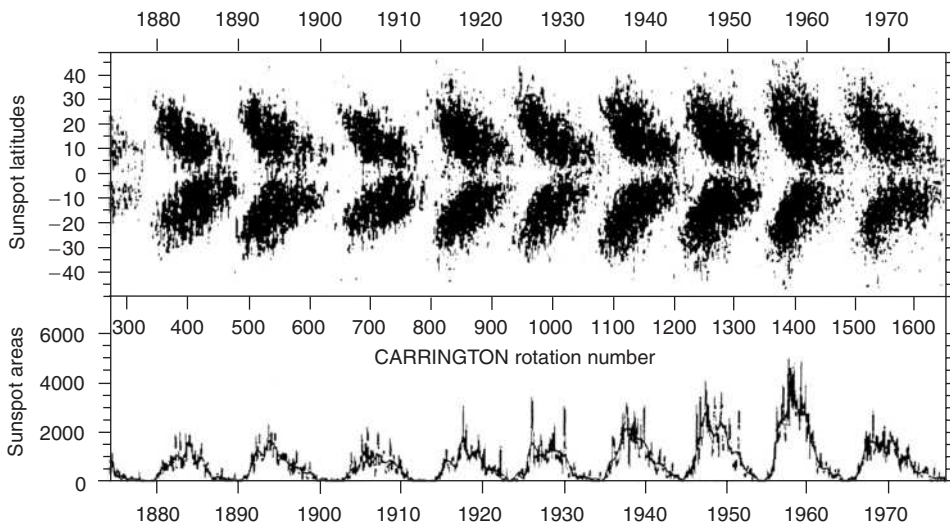 1880 1890 1900 1910 1920 1930 1940 1950 1960 1970
Sunspot latitudes
40
30
20
10
0
−10
−20
−30
−40
300 400 500 600 700 800 900 1000 1100 1200 1300 1400 1500 1600
CARRINGTON rotation number
Sunspot areas
6000
4000
2000
0
1880 1890 1900 1910 1920 1930 1940 1950 1960 1970